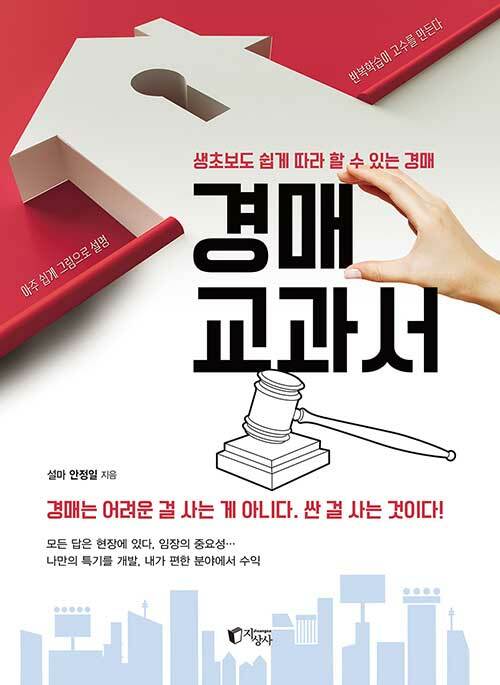 반복학습이 고수를 만든다
생초보도 쉽게 따라 할 수 있는 경매
경매
교과서
아주 쉽게 그림으로 설명
설마 안정일 지음
경매는 어려운 걸 사는 게 아니다. 싼 걸 사는 것이다!
모든 답은 현장에 있다, 임장의 중요성…
나만의 특기를 개발, 내가 편한 분야에서 수익
지상사